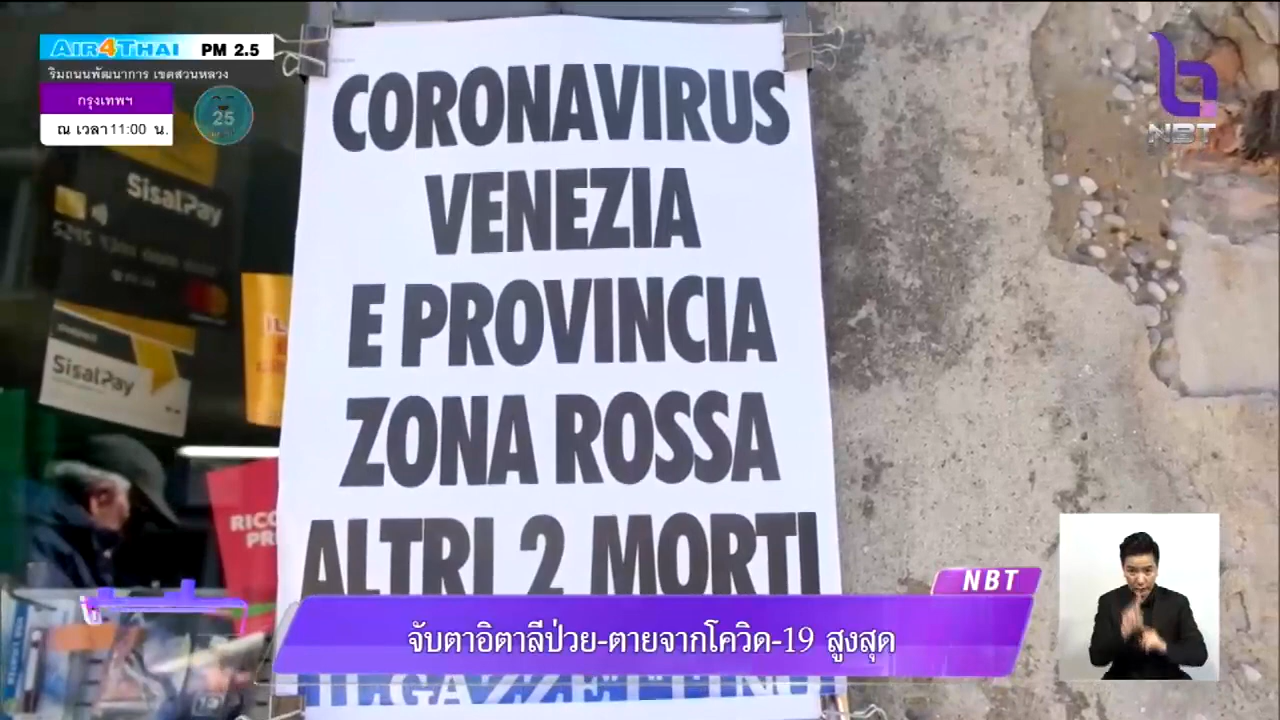 AIR4THAI PM 2.5
ริมถนนพัฒนาการ เขตสวนหลวง
กรุงเทพฯ
25
ณ เวลา 11:00 น.
NBT
SisalPay
SisalPay
CORONAVIRUS
VENEZIA
E PROVINCIA
ZONA ROSSA
ALTRI 2 MORTI
NBT
จับตาอิตาลีป่วย-ตายจากโควิด-19 สูงสุด
IL GAZZETTINO